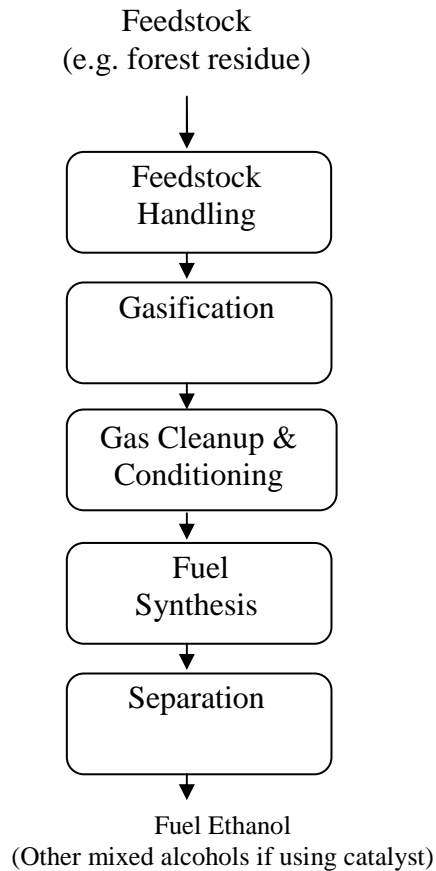 Feedstock
(e.g. forest residue)
Feedstock
Handling
Gasification
Gas Cleanup &
Conditioning
Fuel
Synthesis
Separation
Fuel Ethanol
(Other mixed alcohols if using catalyst)